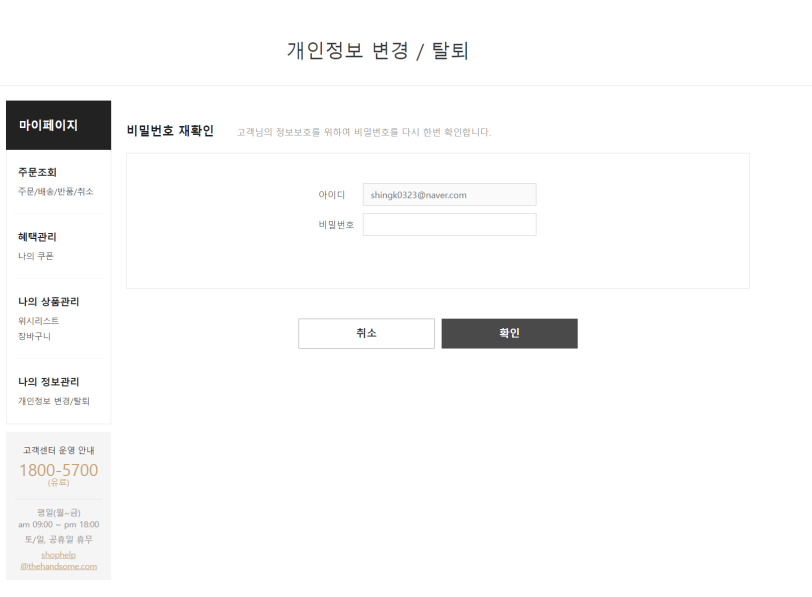 개인정보 변경 / 탈퇴
마이페이지
주문조회
주문/배송/반품/취소
혜택관리
나의 쿠폰
나의 상품관리
위시리스트
장바구니
나의 정보관리
개인정보 변경/탈퇴
고객센터 운영 안내
1800-5700
(유료)
평일(월~금)
am 09:00 ~ pm 18:00
토/일, 공휴일 휴무
shophelp
@thehandsome.com
비밀번호 재확인 고객님의 정보보호를 위하여 비밀번호를 다시 한번 확인합니다.
아이디 shingk0323@naver.com
비밀번호
취소 확인